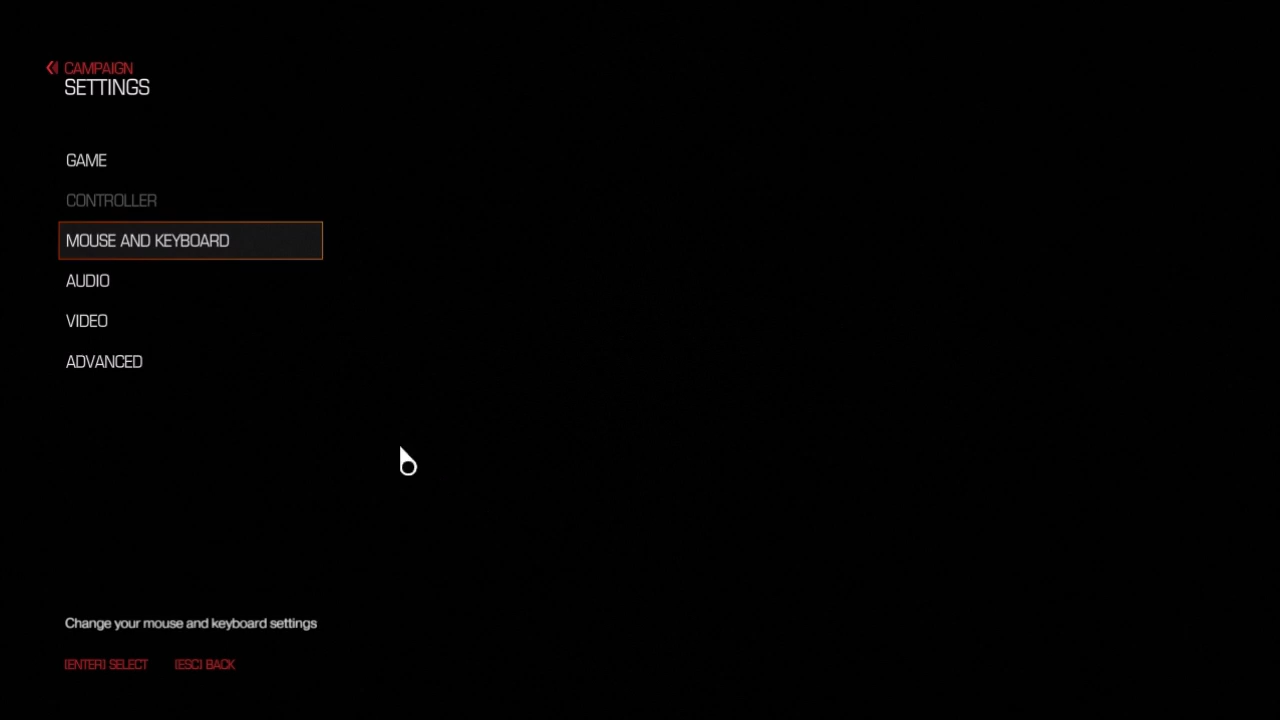 CAMPAIGN
SETTINGS
GAME
CONTROLLER
MOUSE AND KEYBOARD
AUDIO
VIDEO
ADVANCED
Change your mouse and keyboard settings
[ENTER] SELECT [ESC] BACK